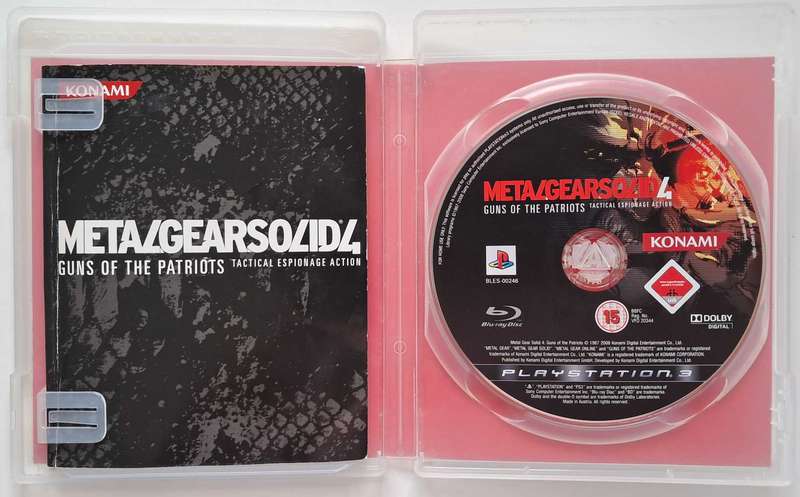 KONAMI
METAL GEAR SOLID 4
GUNS OF THE PATRIOTS TACTICAL ESPIONAGE ACTION
METAL GEAR SOLID 4
GUNS OF THE PATRIOTS TACTICAL ESPIONAGE ACTION
KONAMI
BLES-00246
Blu-ray Disc
15
BBFC
Reg. No.
VFD 20344
DOLBY
DIGITAL
Metal Gear Solid 4: Guns of the Patriots © 1987 2008 Konami Digital Entertainment Co., Ltd.
"METAL GEAR", "METAL GEAR SOLID", "METAL GEAR ONLINE" and "GUNS OF THE PATRIOTS" are trademarks or registered
trademarks of Konami Digital Entertainment Co., Ltd. "KONAMI" is a registered trademark of KONAMI CORPORATION.
Published by Konami Digital Entertainment GmbH. Developed by Konami Digital Entertainment Co., Ltd.
PLAYSTATION 3
"PLAYSTATION" and "PS3" are trademarks or registered trademarks of
Sony Computer Entertainment Inc. "Blu-ray Disc" and "BD" are trademarks.
Dolby and the double-D symbol are trademarks of Dolby Laboratories.
Made in Austria. All rights reserved.